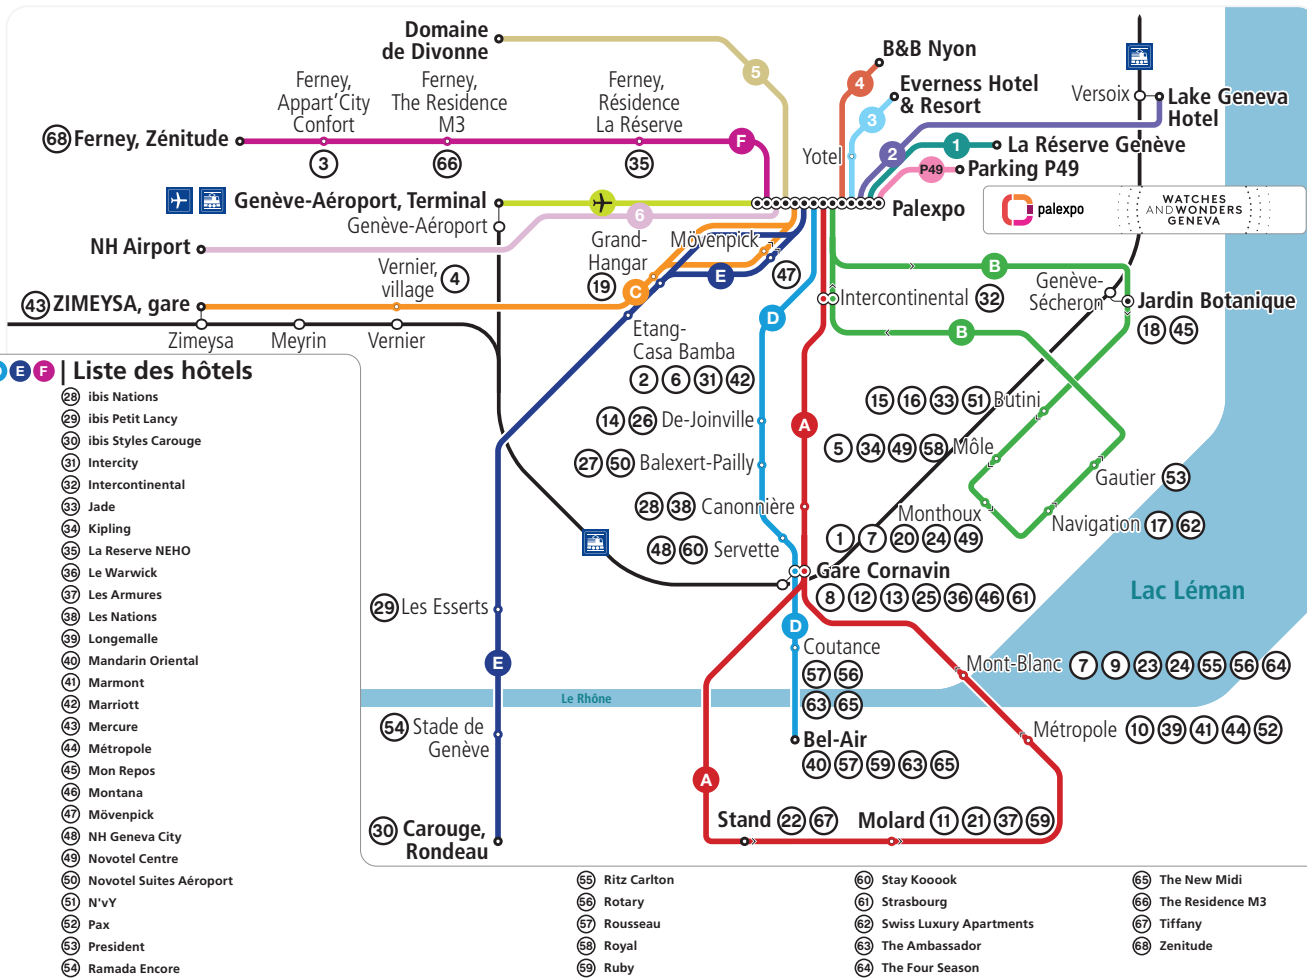 Domaine
de Divonne
5
B&B Nyon
4
Everness Hotel
& Resort
3
Versoix
Lake Geneva
Hotel
Ferney,
Appart'City
Confort
3
Ferney,
The Residence
M3
66
Ferney,
Résidence
La Réserve
35
68 Ferney, Zénitude
F
Yotel
2
1
La Réserve Genève
P49
Parking P49
Genève-Aéroport, Terminal
Genève-Aéroport
6
Palexpo
palexpo
WATCHES
ANDWONDERS
GENEVA
NH Airport
Grand-
Hangar
19
Mövenpick
47
Vernier,
village
4
C
E
B
43 ZIMEYSA, gare
Intercontinental 32
Genève-
Sécheron
Jardin Botanique
18 45
Zimeysa
Meyrin
Vernier
D
B
Etang-
Casa Bamba
2 6 31 42
15 16 33 51 Butini
14 26 De-Joinville
A
5 34 49 58 Môle
27 50 Balexert-Pailly
Gautier 53
28 38 Canonnière
Monthoux
1 7 20 24 49
Navigation 17 62
48 60 Servette
Gare Cornavin
8 12 13 25 36 46 61
Lac Léman
29 Les Esserts
D
Coutance
57 56
63 65
E
Mont-Blanc 7 9 23 24 55 56 64
Le Rhône
54 Stade de
Genève
Bel-Air
40 57 59 63 65
Métropole 10 39 41 44 52
A
30 Carouge,
Rondeau
Stand 22 67
Molard 11 21 37 59
E F | Liste des hôtels
28 ibis Nations
29 ibis Petit Lancy
30 ibis Styles Carouge
31 Intercity
32 Intercontinental
33 Jade
34 Kipling
35 La Reserve NEHO
36 Le Warwick
37 Les Armures
38 Les Nations
39 Longemalle
40 Mandarin Oriental
41 Marmont
42 Marriott
43 Mercure
44 Métropole
45 Mon Repos
46 Montana
47 Mövenpick
48 NH Geneva City
49 Novotel Centre
50 Novotel Suites Aéroport
51 N'vY
52 Pax
53 President
54 Ramada Encore
55 Ritz Carlton
56 Rotary
57 Rousseau
58 Royal
59 Ruby
60 Stay Kooook
61 Strasbourg
62 Swiss Luxury Apartments
63 The Ambassador
64 The Four Season
65 The New Midi
66 The Residence M3
67 Tiffany
68 Zenitude